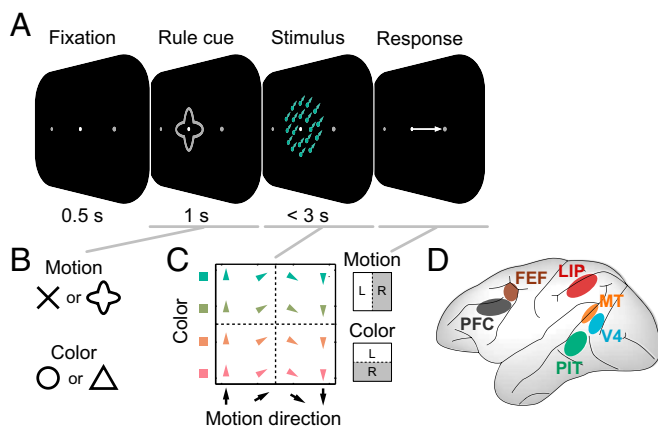 A
Fixation
Rule cue
Stimulus
Response
0.5 s
1 s
< 3 s
B
Motion
or
Color
or
C
Color
Motion direction
Motion
L R
Color
L
R
D
FEF
LIP
MT
PFC
V4
PIT